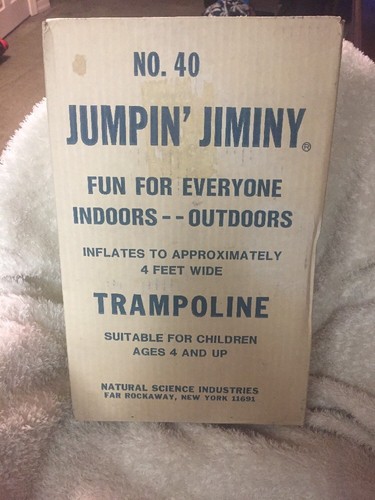 NO. 40
JUMPIN' JIMINY®
FUN FOR EVERYONE
INDOORS -- OUTDOORS
INFLATES TO APPROXIMATELY
4 FEET WIDE
TRAMPOLINE
SUITABLE FOR CHILDREN
AGES 4 AND UP
NATURAL SCIENCE INDUSTRIES
FAR ROCKAWAY, NEW YORK 11691